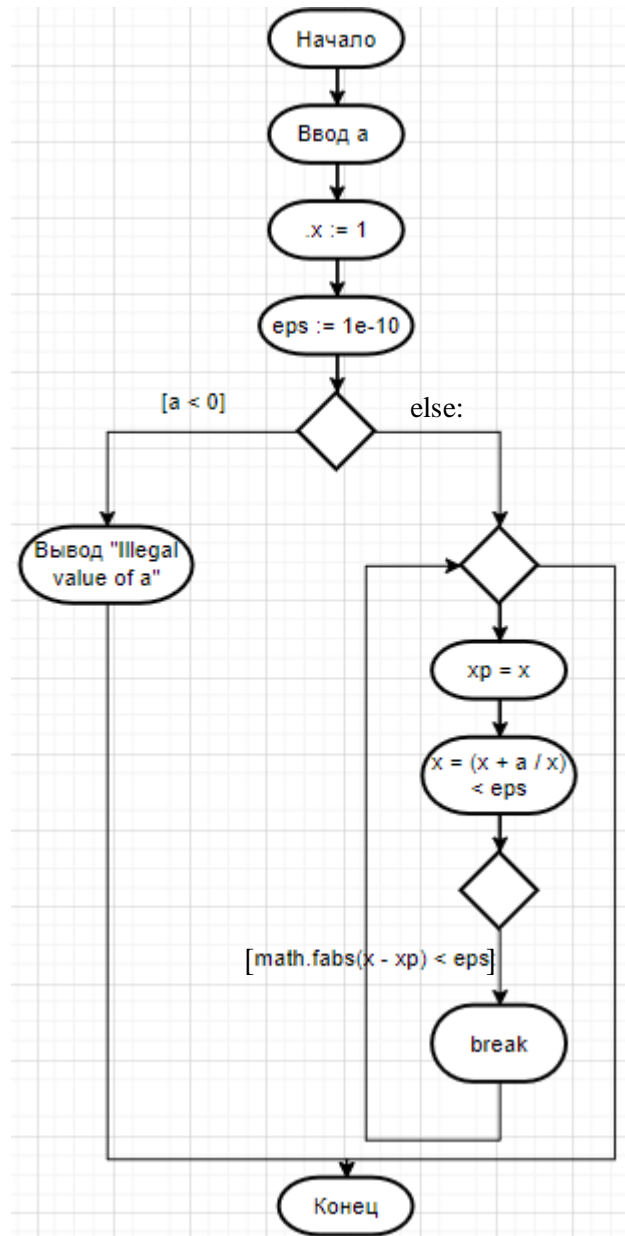 Начало
Ввод a
.x := 1
eps := 1e-10
[a < 0]
else:
Вывод "Illegal
value of a"
xp = x
x = (x + a / x)
< eps
[math.fabs(x - xp) < eps]
break
Конец